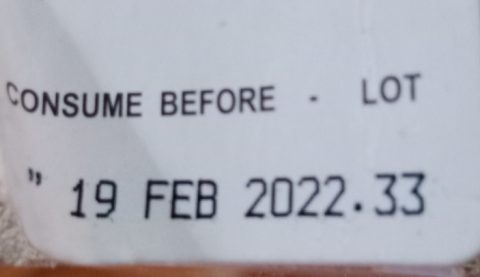 CONSUME BEFORE - LOT
" 19 FEB 2022.33